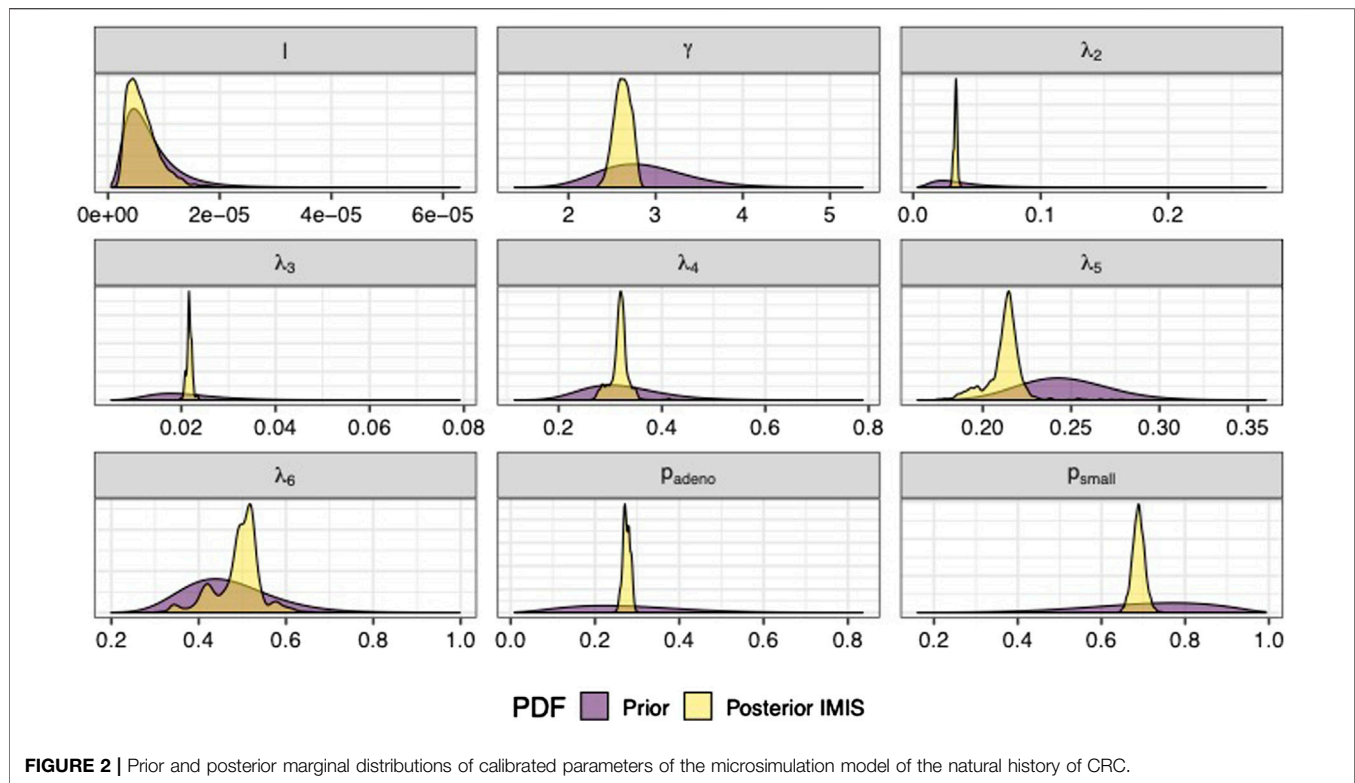 l
γ
λ2
0e+00 2e-05 4e-05 6e-05
2 3 4 5
0.0 0.1 0.2
λ3
λ4
λ5
0.02 0.04 0.06 0.08
0.2 0.4 0.6 0.8
0.20 0.25 0.30 0.35
λ6
Padeno
Psmall
0.2 0.4 0.6 0.8 1.0
0.0 0.2 0.4 0.6 0.8
0.2 0.4 0.6 0.8 1.0
PDF Prior Posterior IMIS
FIGURE 2 | Prior and posterior marginal distributions of calibrated parameters of the microsimulation model of the natural history of CRC.